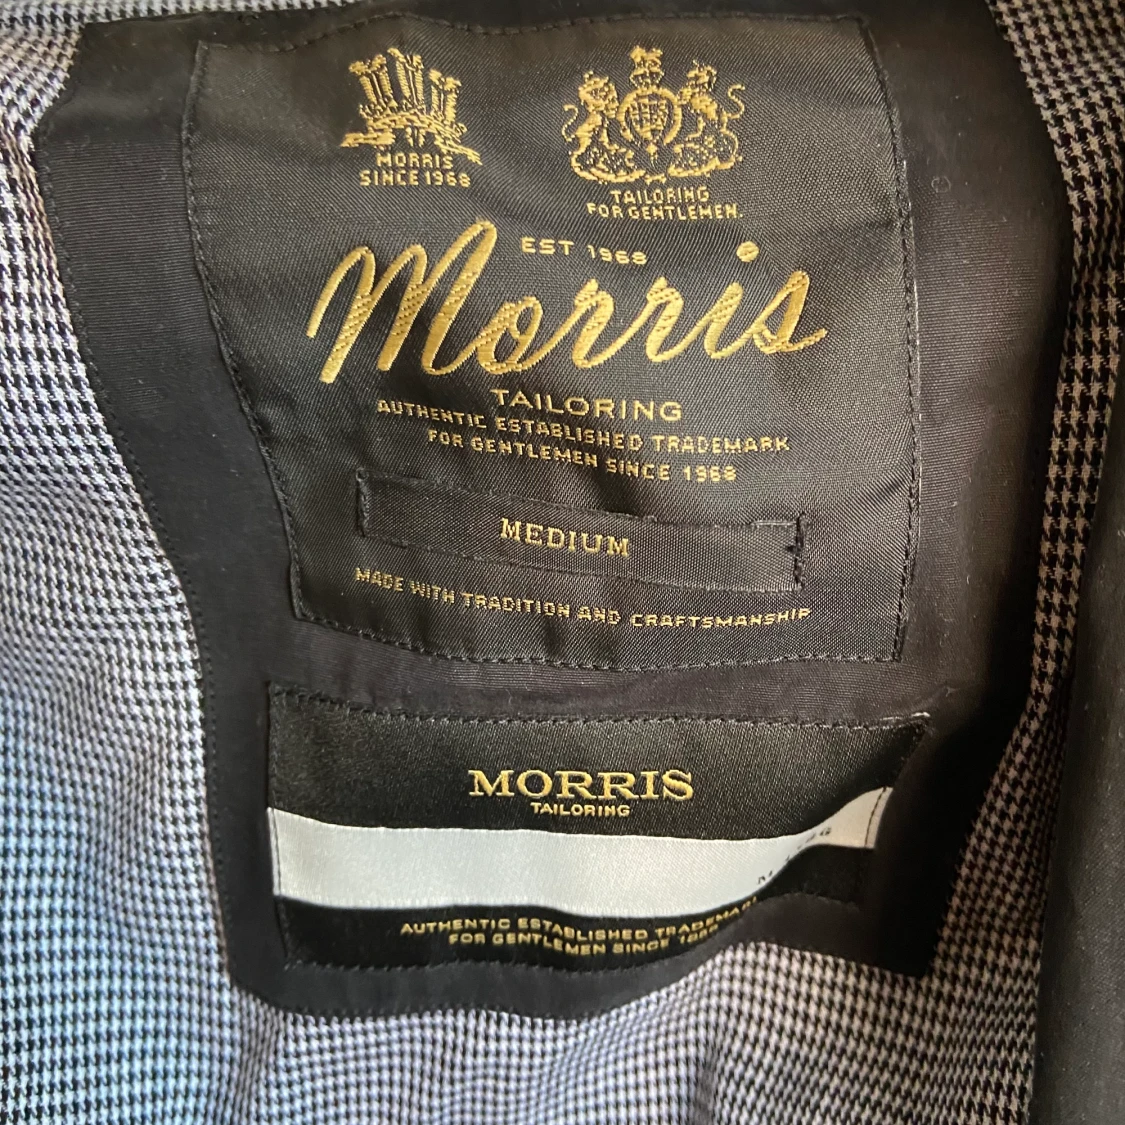 MORRIS
SINCE 1968
TAILORING
FOR GENTLEMEN.
EST 1968
Morris
TAILORING
AUTHENTIC ESTABLISHED TRADEMARK
FOR GENTLEMEN SINCE 1968
MEDIUM
MADE WITH TRADITION AND CRAFTSMANSHIP
MORRIS
TAILORING
AUTHENTIC ESTABLISHED TRADEMARK
FOR GENTLEMEN SINCE